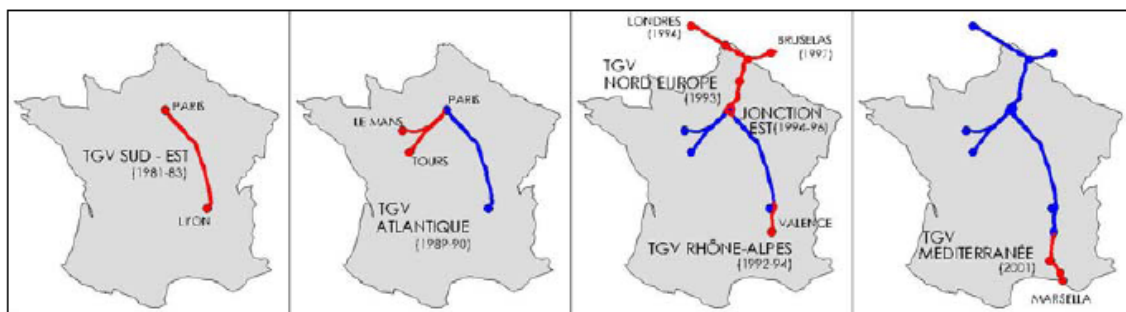 PARIS
TGV SUD - EST
(1981-83)
LYON
PARIS
LE MANS
TOURS
TGV
ATLANTIQUE
(1989-90)
LONDRES
(1994)
BRUSELAS
(1997)
TGV
NORD EUROPE
(1993)
JONCTION
EST (1994-96)
VALENCE
TGV RHÔNE-ALPES
(1992-94)
TGV
MEDITERRANÉE
(2001)
MARSELLA